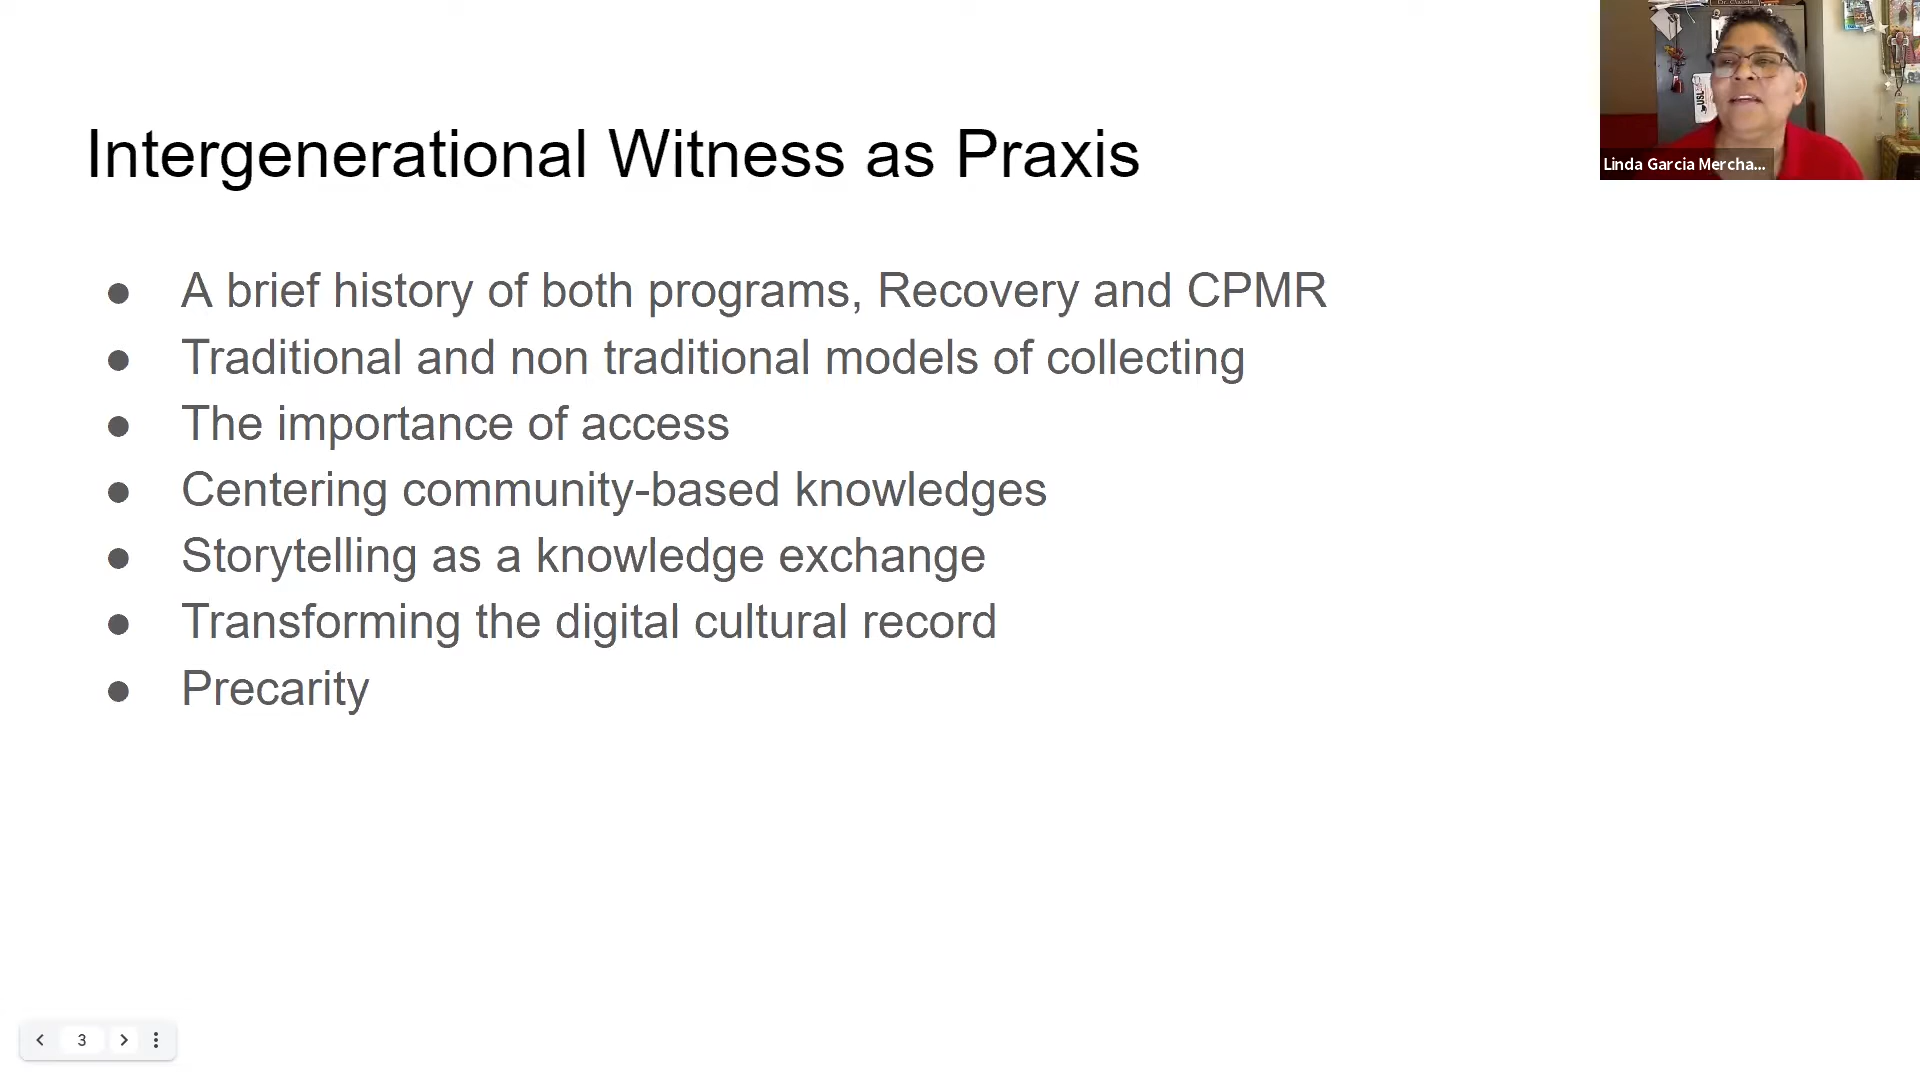 Intergenerational Witness as Praxis
● A brief history of both programs, Recovery and CPMR
● Traditional and non traditional models of collecting
● The importance of access
● Centering community-based knowledges
● Storytelling as a knowledge exchange
● Transforming the digital cultural record
● Precarity
Linda Garcia Mercha...
3